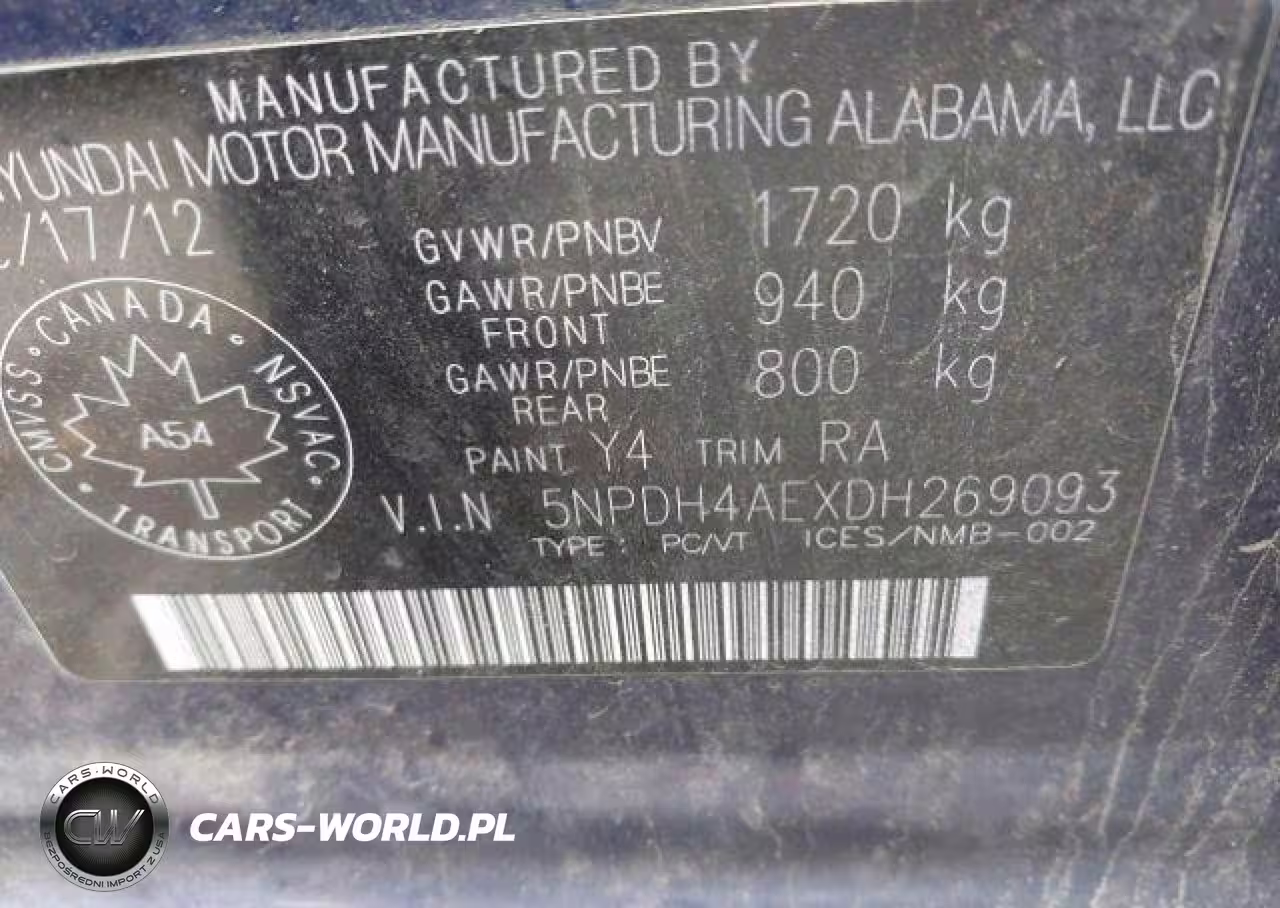 MANUFACTURED BY
HYUNDAI MOTOR MANUFACTURING ALABAMA, LLC
/17/12
GVWR/PNBV 1720 kg
GAWR/PNBE 940 kg
FRONT
GAWR/PNBE 800 kg
REAR
PAINT Y4 TRIM RA
V.I.N 5NPDH4AEXDH269093
TYPE : PC/VT ICES/NMB-002
CMVSS · CANADA · NSVAC ·
A54
TRANSPORT
CARS-WORLD
CW
BEZPOŚREDNI IMPORT Z USA
CARS-WORLD.PL